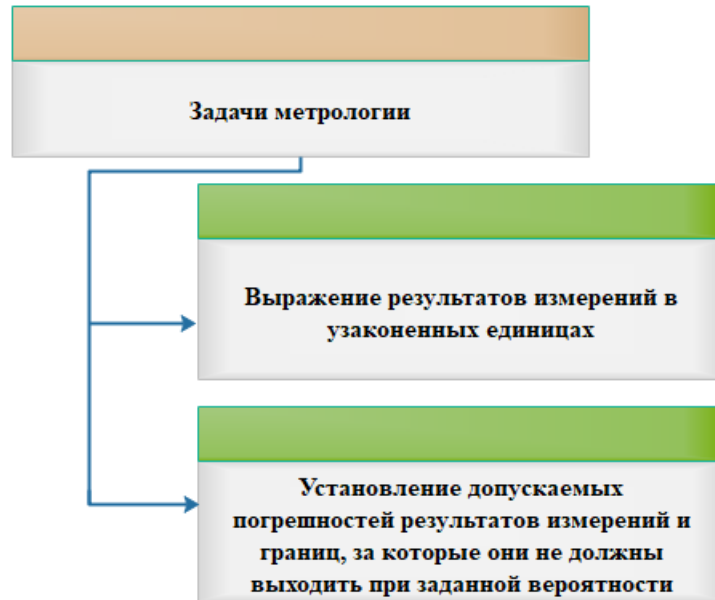 Задачи метрологии
Выражение результатов измерений в
узаконенных единицах
Установление допускаемых
погрешностей результатов измерений и
границ, за которые они не должны
выходить при заданной вероятности